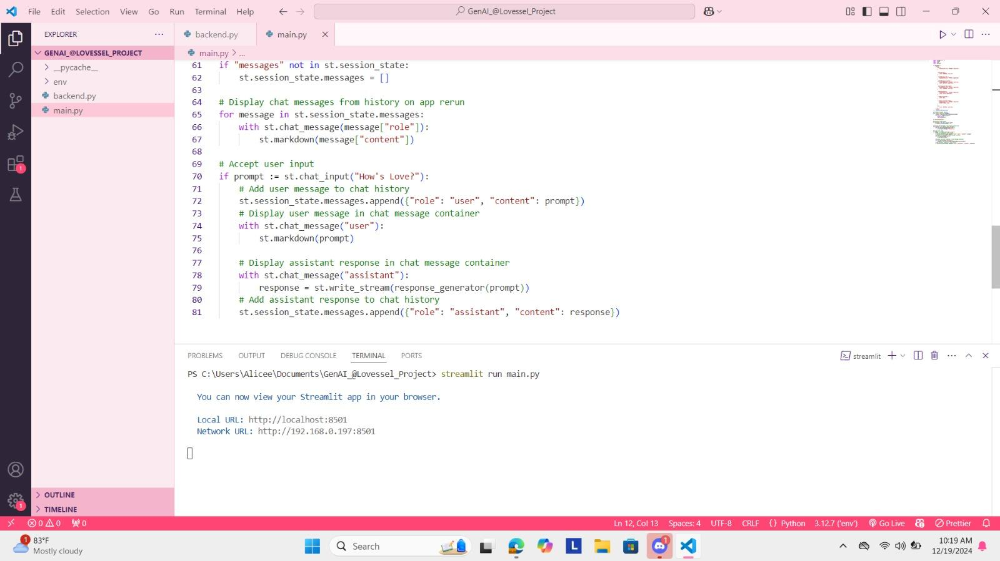 File Edit Selection View Go Run Terminal Help
GenAI_@Lovessel_Project
EXPLORER
backend.py
main.py
GENAI_@LOVESSEL_PROJECT
main.py > ...
__pycache__
env
backend.py
main.py
61 if "messages" not in st.session_state:
62 st.session_state.messages = []
63
64 # Display chat messages from history on app rerun
65 for message in st.session_state.messages:
66 with st.chat_message(message["role"]):
67 st.markdown(message["content"])
68
69 # Accept user input
70 if prompt := st.chat_input("How's Love?"):
71 # Add user message to chat history
72 st.session_state.messages.append({"role": "user", "content": prompt})
73 # Display user message in chat message container
74 with st.chat_message("user"):
75 st.markdown(prompt)
76
77 # Display assistant response in chat message container
78 with st.chat_message("assistant"):
79 response = st.write_stream(response_generator(prompt))
80 # Add assistant response to chat history
81 st.session_state.messages.append({"role": "assistant", "content": response})
1
PROBLEMS OUTPUT DEBUG CONSOLE TERMINAL PORTS
streamlit
PS C:\Users\Alicee\Documents\GenAI_@Lovessel_Project> streamlit run main.py
You can now view your Streamlit app in your browser.
Local URL: http://localhost:8501
Network URL: http://192.168.0.197:8501
OUTLINE
1
TIMELINE
0 0 0
Ln 12, Col 13 Spaces: 4 UTF-8 CRLF {} Python 3.12.7 ('env') Go Live Prettier
1
83°F
Mostly cloudy
Search
L
1
10:19 AM
12/19/2024